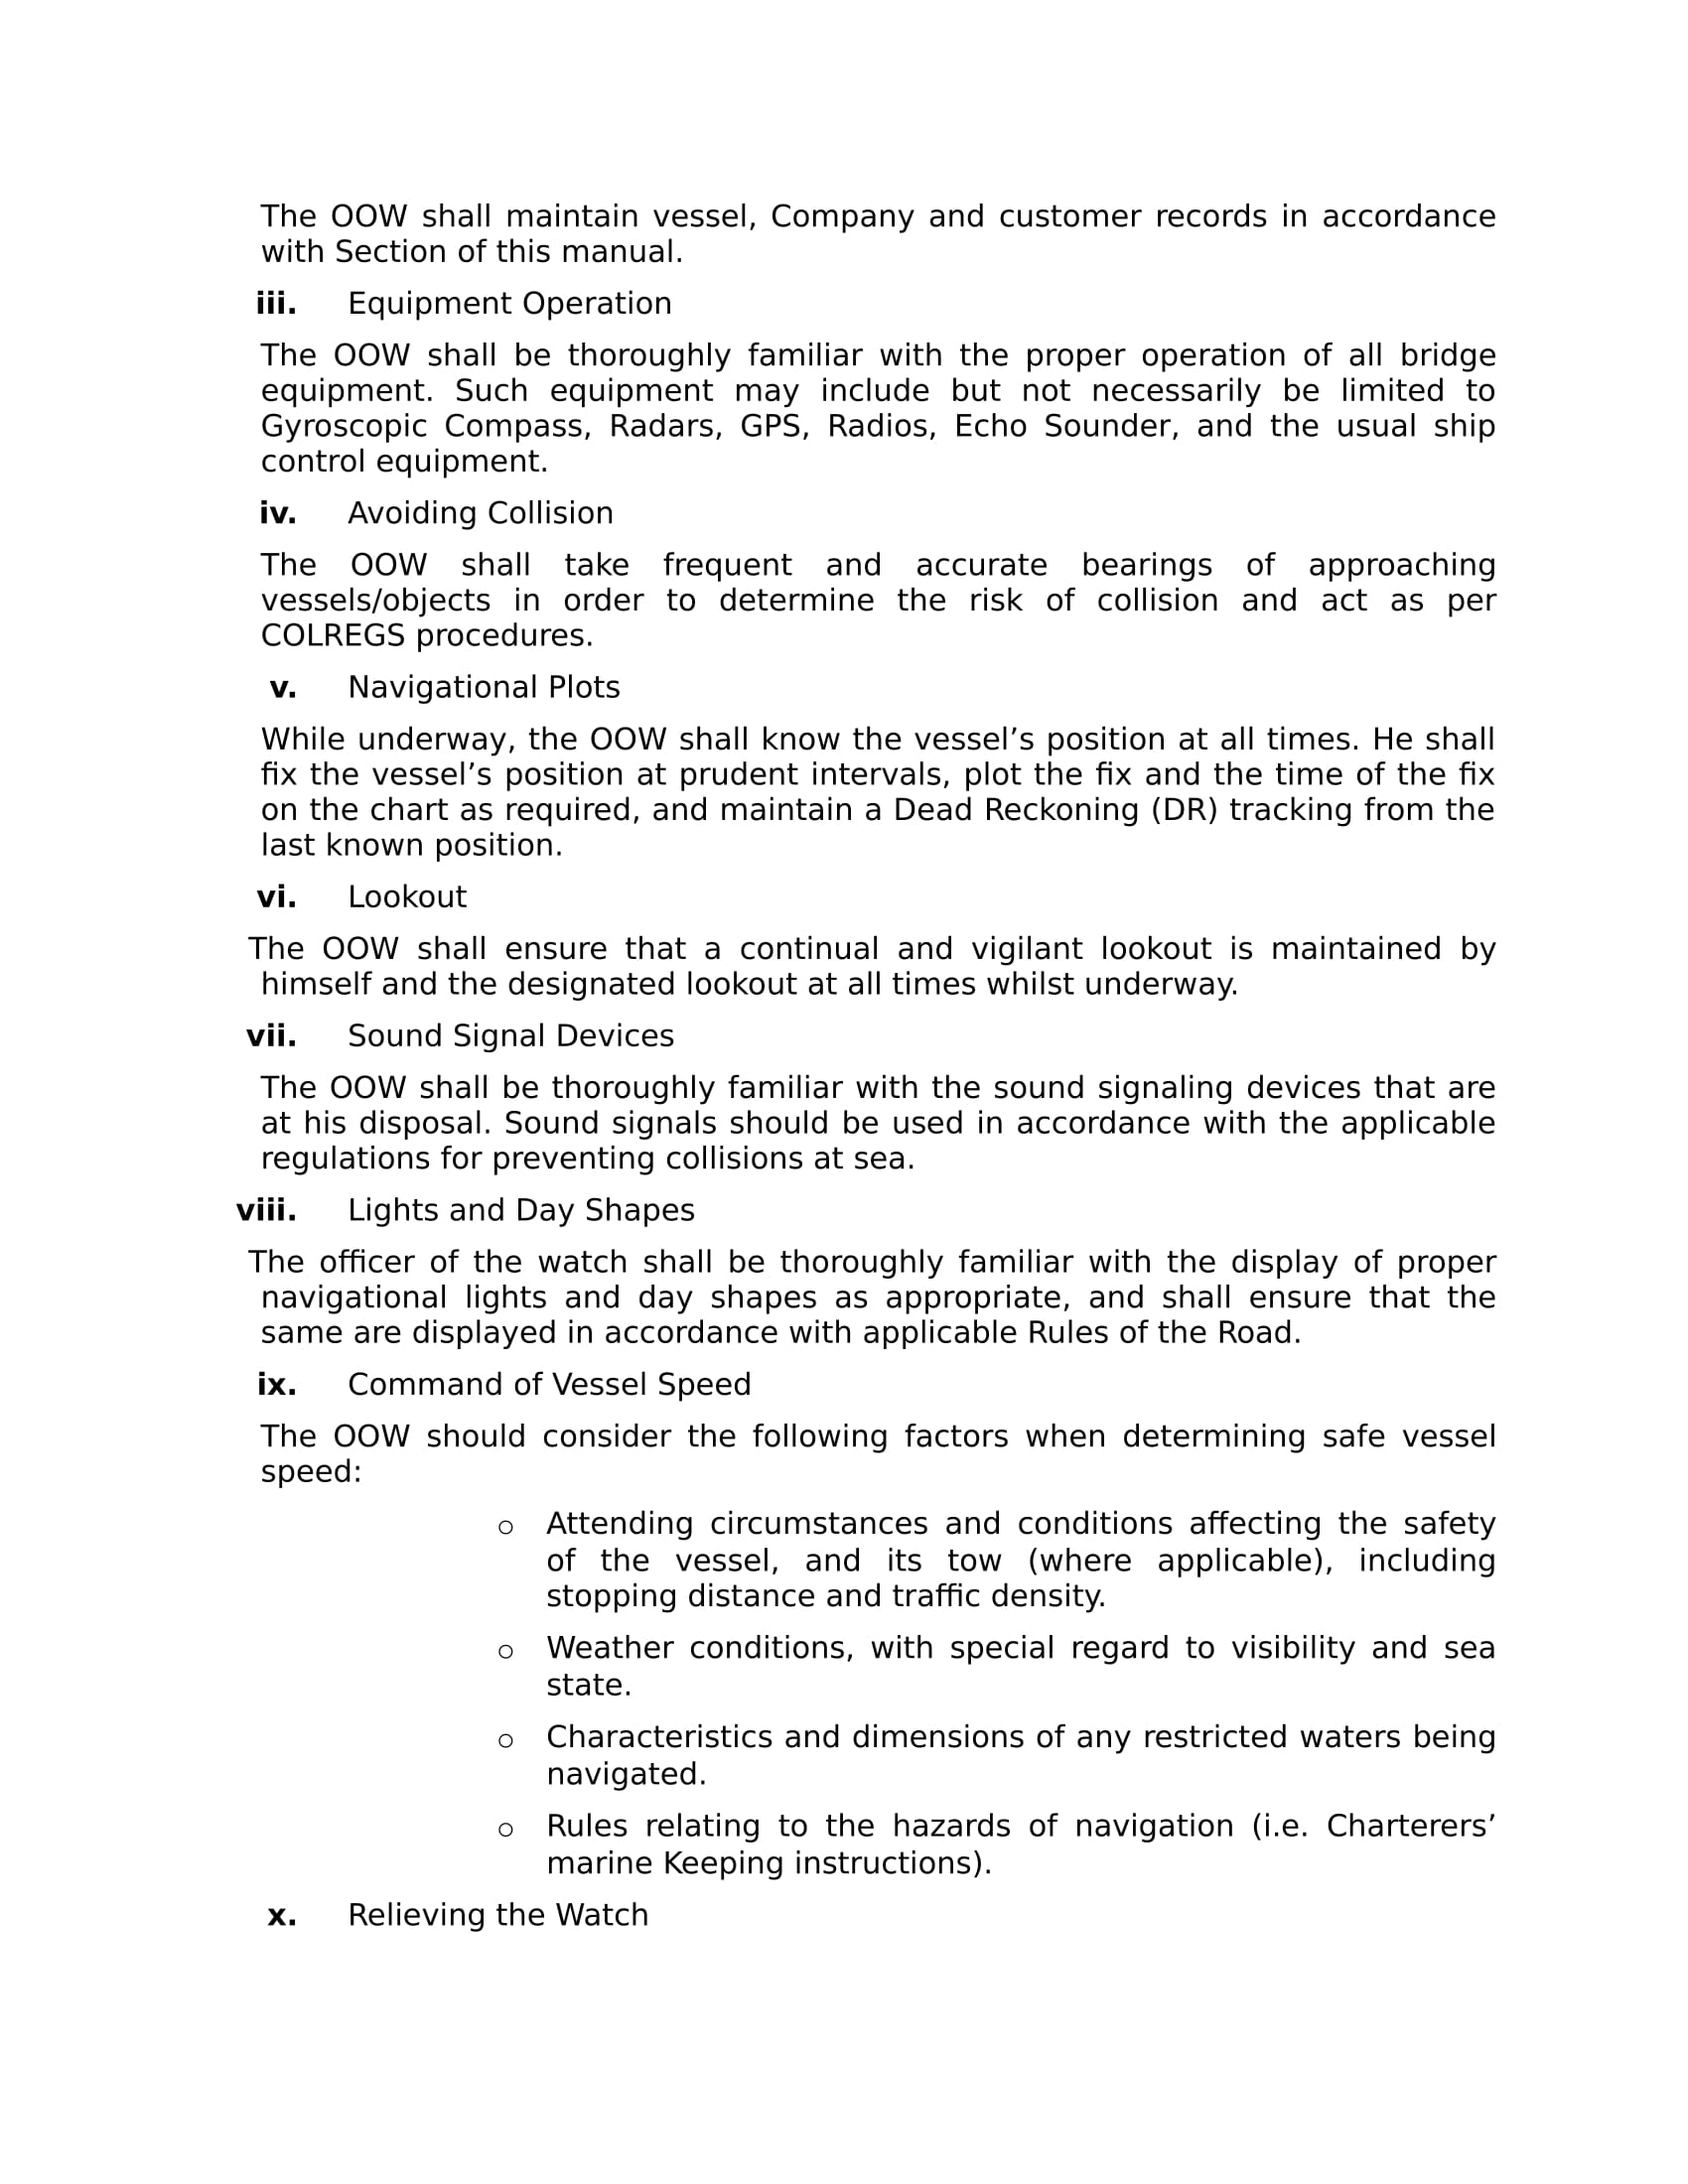 The OOW shall maintain vessel, Company and customer records in accordance
with Section of this manual.
iii. Equipment Operation
The OOW shall be thoroughly familiar with the proper operation of all bridge
equipment. Such equipment may include but not necessarily be limited to
Gyroscopic Compass, Radars, GPS, Radios, Echo Sounder, and the usual ship
control equipment.
iv. Avoiding Collision
The OOW shall take frequent and accurate bearings of approaching
vessels/objects in order to determine the risk of collision and act as per
COLREGS procedures.
v. Navigational Plots
While underway, the OOW shall know the vessel’s position at all times. He shall
fix the vessel’s position at prudent intervals, plot the fix and the time of the fix
on the chart as required, and maintain a Dead Reckoning (DR) tracking from the
last known position.
vi. Lookout
The OOW shall ensure that a continual and vigilant lookout is maintained by
himself and the designated lookout at all times whilst underway.
vii. Sound Signal Devices
The OOW shall be thoroughly familiar with the sound signaling devices that are
at his disposal. Sound signals should be used in accordance with the applicable
regulations for preventing collisions at sea.
viii. Lights and Day Shapes
The officer of the watch shall be thoroughly familiar with the display of proper
navigational lights and day shapes as appropriate, and shall ensure that the
same are displayed in accordance with applicable Rules of the Road.
ix. Command of Vessel Speed
The OOW should consider the following factors when determining safe vessel
speed:
○ Attending circumstances and conditions affecting the safety
of the vessel, and its tow (where applicable), including
stopping distance and traffic density.
○ Weather conditions, with special regard to visibility and sea
state.
○ Characteristics and dimensions of any restricted waters being
navigated.
○ Rules relating to the hazards of navigation (i.e. Charterers’
marine Keeping instructions).
x. Relieving the Watch